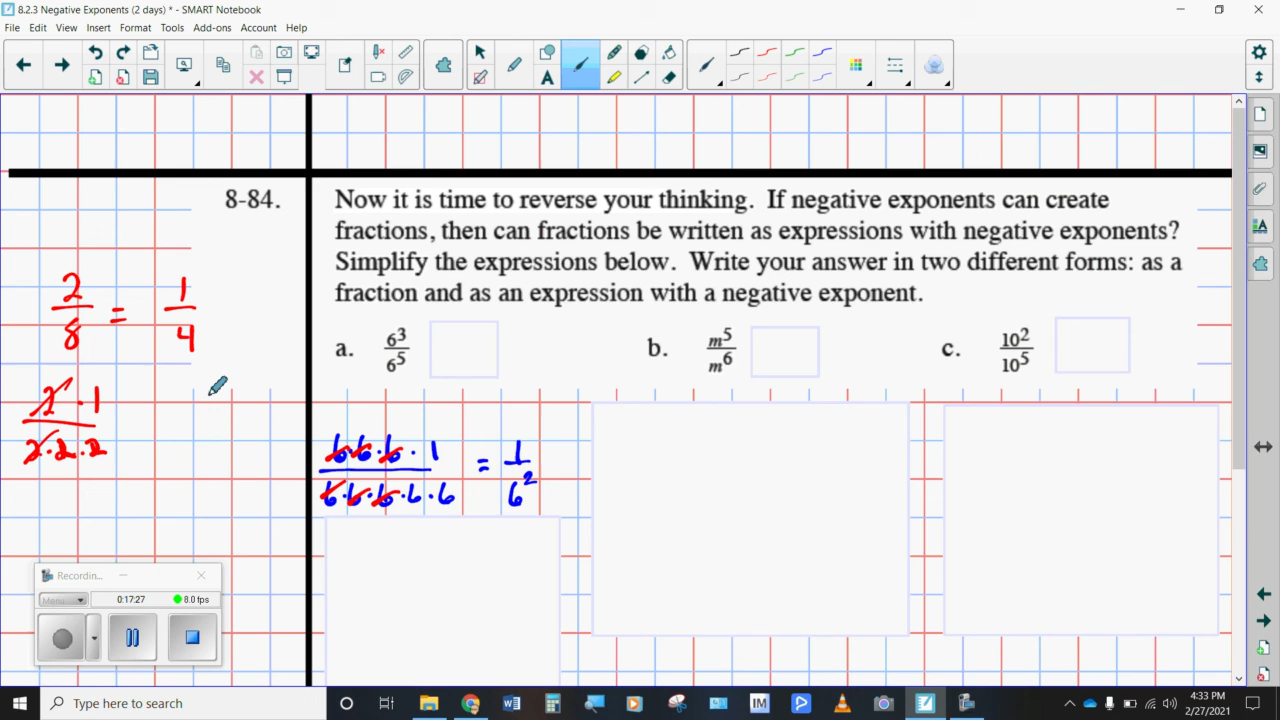 8.2.3 Negative Exponents (2 days) * - SMART Notebook
File Edit View Insert Format Tools Add-ons Account Help
8-84. Now it is time to reverse your thinking. If negative exponents can create
fractions, then can fractions be written as expressions with negative exponents?
Simplify the expressions below. Write your answer in two different forms: as a
fraction and as an expression with a negative exponent.
a. 6³/6⁵
b. m⁵/m⁶
c. 10²/10⁵
2/8 = 1/4
2·1
2·2·2
6·6·6·1
6·6·6·6·6
= 1/6²
Recordin...
Menu 0:17:27 8.0 fps
Type here to search
IM
4:33 PM
2/27/2021